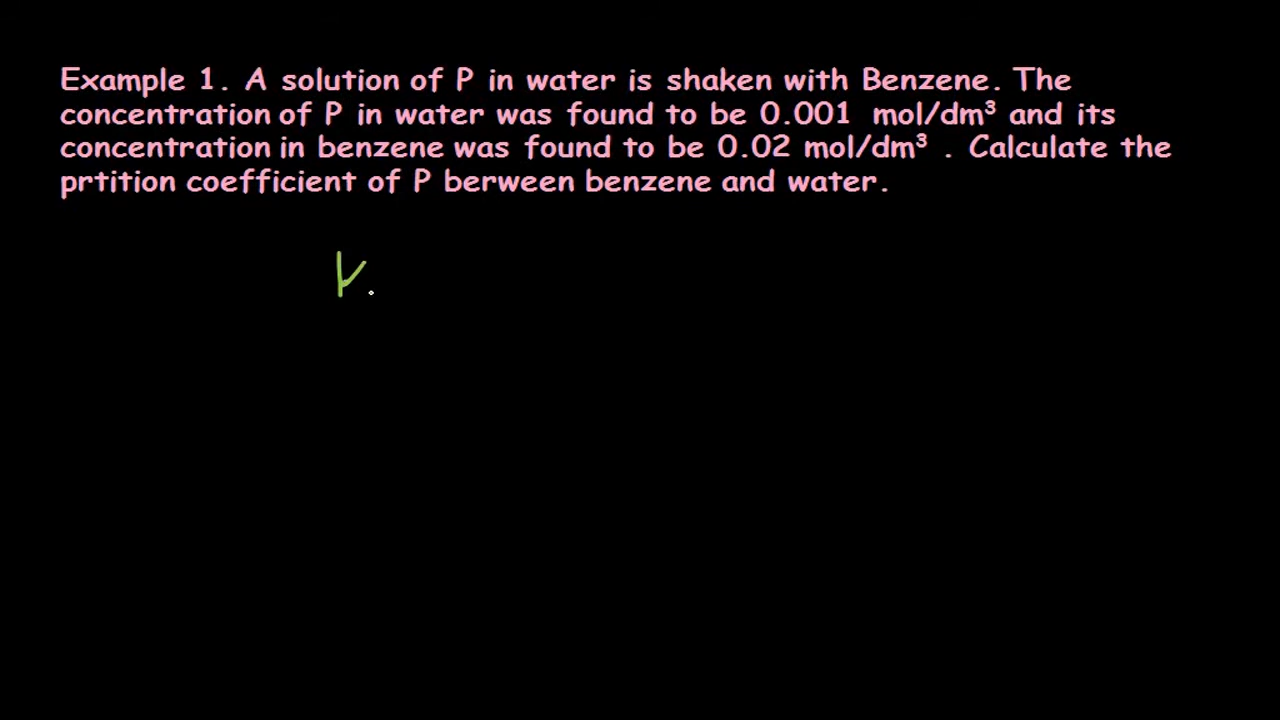 Example 1. A solution of P in water is shaken with Benzene. The
concentration of P in water was found to be 0.001 mol/dm³ and its
concentration in benzene was found to be 0.02 mol/dm³ . Calculate the
prtition coefficient of P berween benzene and water.